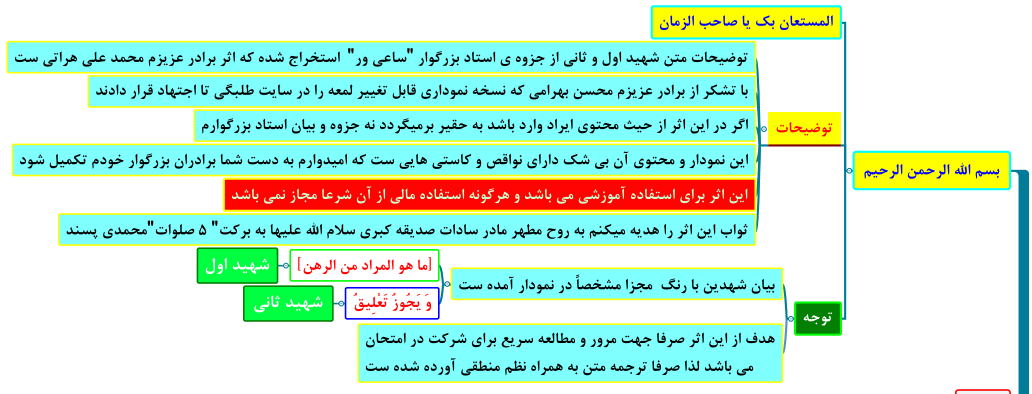 بسم الله الرحمن الرحیم
المستعان بک یا صاحب الزمان
توضیحات
توضیحات متن شهید اول و ثانی از جزوه ی استاد بزرگوار "ساعی ور" استخراج شده که اثر برادر عزیزم محمد علی هراتی ست
با تشکر از برادر عزیزم محسن بهرامی که نسخه نموداری قابل تغییر لمعه را در سایت طلبگی تا اجتهاد قرار دادند
اگر در این اثر از حیث محتوی ایراد وارد باشد به حقیر برمیگردد نه جزوه و بیان استاد بزرگوارم
این نمودار و محتوی آن بی شک دارای نواقص و کاستی هایی ست که امیدوارم به دست شما برادران بزرگوار خودم تکمیل شود
این اثر برای استفاده آموزشی می باشد و هرگونه استفاده مالی از آن شرعا مجاز نمی باشد
ثواب این اثر را هدیه میکنم به روح مطهر مادر سادات صدیقه کبری سلام الله علیها به برکت" ۵ صلوات"محمدی پسند
توجه
بیان شهدین با رنگ مجزا مشخصاً در نمودار آمده ست
[ما هو المراد من الرهن]
شهید اول
وَ يَجُوزُ تَعْلِيقُ
شهید ثانی
هدف از این اثر صرفا جهت مرور و مطالعه سریع برای شرکت در امتحان
می باشد لذا صرفا ترجمه متن به همراه نظم منطقی آورده شده ست